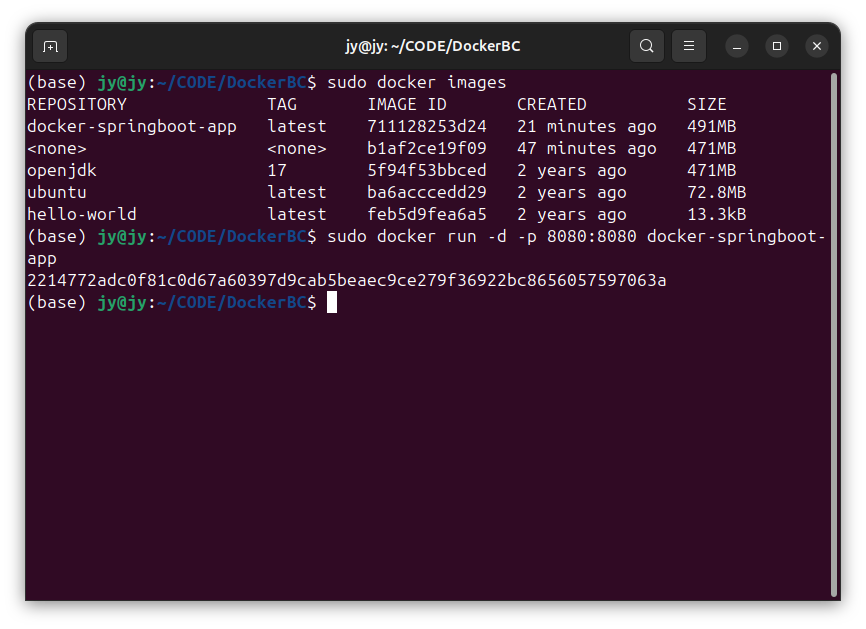 jy@jy: ~/CODE/DockerBC
(base) jy@jy:~/CODE/DockerBC$ sudo docker images
REPOSITORY TAG IMAGE ID CREATED SIZE
docker-springboot-app latest 711128253d24 21 minutes ago 491MB
<none> <none> b1af2ce19f09 47 minutes ago 471MB
openjdk 17 5f94f53bbced 2 years ago 471MB
ubuntu latest ba6acccedd29 2 years ago 72.8MB
hello-world latest feb5d9fea6a5 2 years ago 13.3kB
(base) jy@jy:~/CODE/DockerBC$ sudo docker run -d -p 8080:8080 docker-springboot-
app
2214772adc0f81c0d67a60397d9cab5beaec9ce279f36922bc8656057597063a
(base) jy@jy:~/CODE/DockerBC$